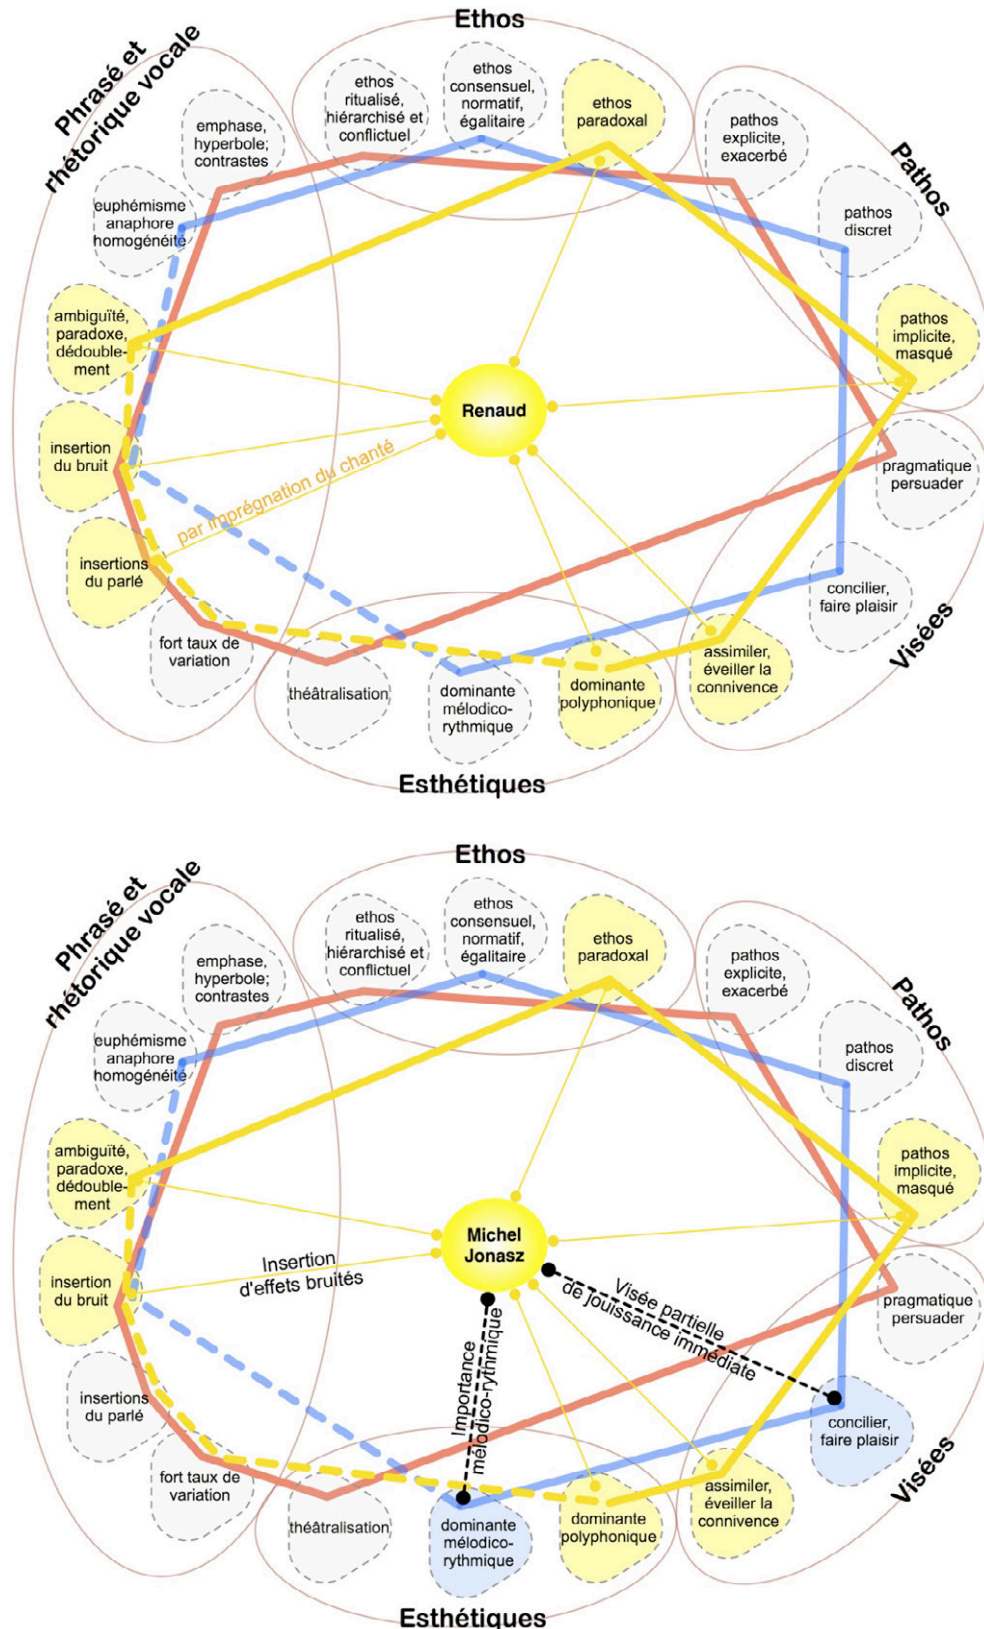 Ethos
Phrasé et
rhétorique vocale
emphase,
hyperbole;
contrastes
ethos
ritualisé,
hiérarchisé et
conflictuel
ethos
consensuel,
normatif,
égalitaire
ethos
paradoxal
pathos
explicite,
exacerbé
Pathos
euphémisme
anaphore
homogénéité
pathos
discret
ambiguïté,
paradoxe,
dédouble-
ment
pathos
implicite,
masqué
Renaud
insertion
du bruit
par imprégnation du chanté
pragmatique
persuader
insertions
du parlé
concilier,
faire plaisir
Visées
fort taux de
variation
théâtralisation
dominante
mélodico-
rythmique
dominante
polyphonique
assimiler,
éveiller la
connivence
Esthétiques
Ethos
Phrasé et
rhétorique vocale
emphase,
hyperbole;
contrastes
ethos
ritualisé,
hiérarchisé et
conflictuel
ethos
consensuel,
normatif,
égalitaire
ethos
paradoxal
pathos
explicite,
exacerbé
Pathos
euphémisme
anaphore
homogénéité
pathos
discret
ambiguïté,
paradoxe,
dédouble-
ment
pathos
implicite,
masqué
Michel
Jonasz
insertion
du bruit
Insertion
d'effets bruités
Visée partielle
de jouissance immédiate
pragmatique
persuader
Importance
mélodico-rythmique
insertions
du parlé
concilier,
faire plaisir
Visées
fort taux de
variation
théâtralisation
dominante
mélodico-
rythmique
dominante
polyphonique
assimiler,
éveiller la
connivence
Esthétiques